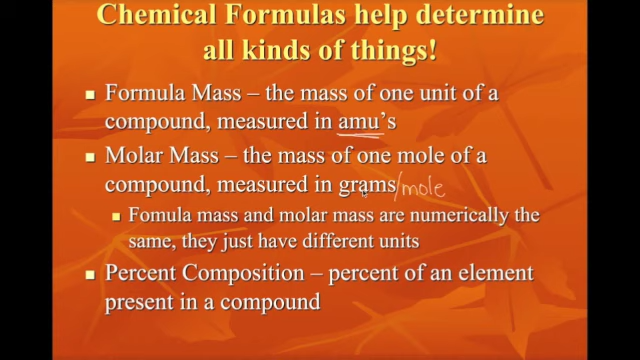 Chemical Formulas help determine
all kinds of things!
Formula Mass – the mass of one unit of a
compound, measured in amu's
Molar Mass – the mass of one mole of a
compound, measured in grams/mole
Fomula mass and molar mass are numerically the
same, they just have different units
Percent Composition – percent of an element
present in a compound